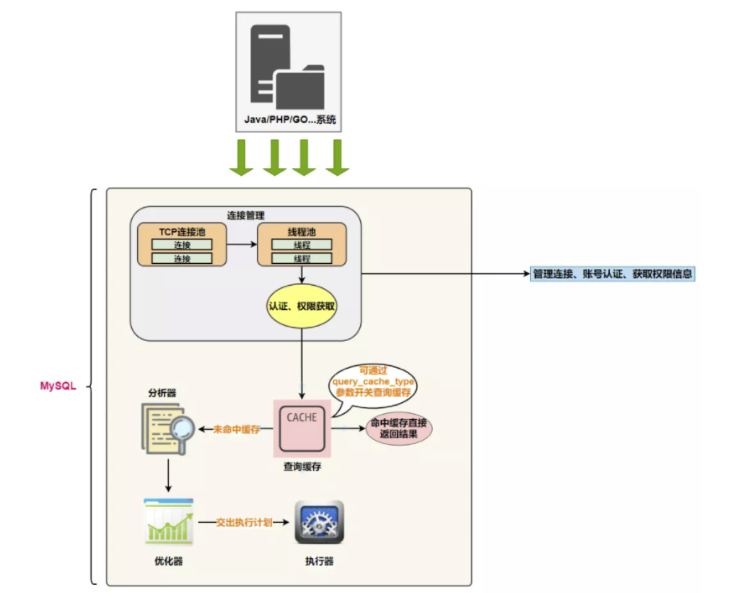 Java/PHP/GO...系统
连接管理
TCP连接池
连接
连接
线程池
线程
线程
认证、权限获取
管理连接、账号认证、获取权限信息
MySQL
可通过
query_cache_type
参数开关查询缓存
分析器
CACHE
未命中缓存
命中缓存直接
返回结果
查询缓存
交出执行计划
优化器
执行器